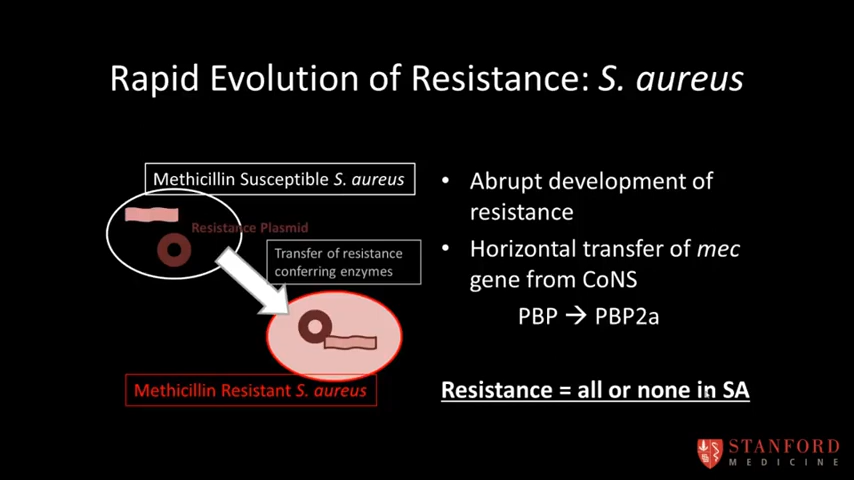 Rapid Evolution of Resistance: S. aureus
Methicillin Susceptible S. aureus
Resistance Plasmid
Transfer of resistance
conferring enzymes
Methicillin Resistant S. aureus
• Abrupt development of
resistance
• Horizontal transfer of mec
gene from CoNS
PBP → PBP2a
Resistance = all or none in SA
STANFORD
MEDICINE